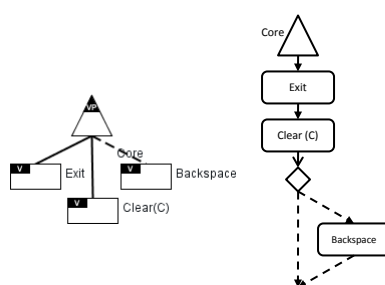 VP
Core
V
Exit
V
Backspace
V
Clear(C)
Core
Exit
Clear (C)
Backspace